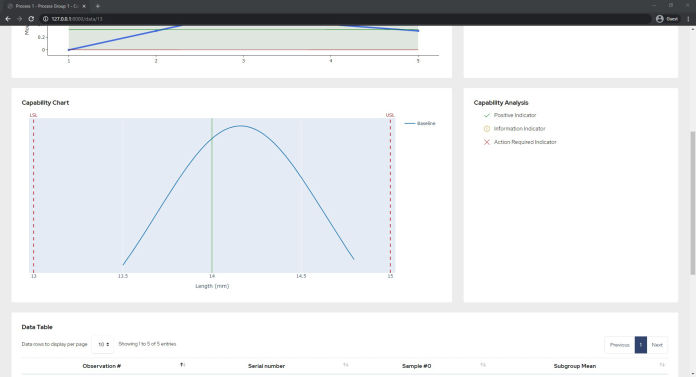 Process 1 - Process Group 1 - C
127.0.0.1:8000/data/13
Guest
0.2
0
1 2 3 4 5
Capability Chart
LSL
USL
Baseline
13 13.5 14 14.5 15
Length (mm)
Capability Analysis
Positive Indicator
Information Indicator
Action Required Indicator
Data Table
Data rows to display per page 10 Showing 1 to 5 of 5 entries
Previous 1 Next
Observation # Serial number Sample #0 Subgroup Mean